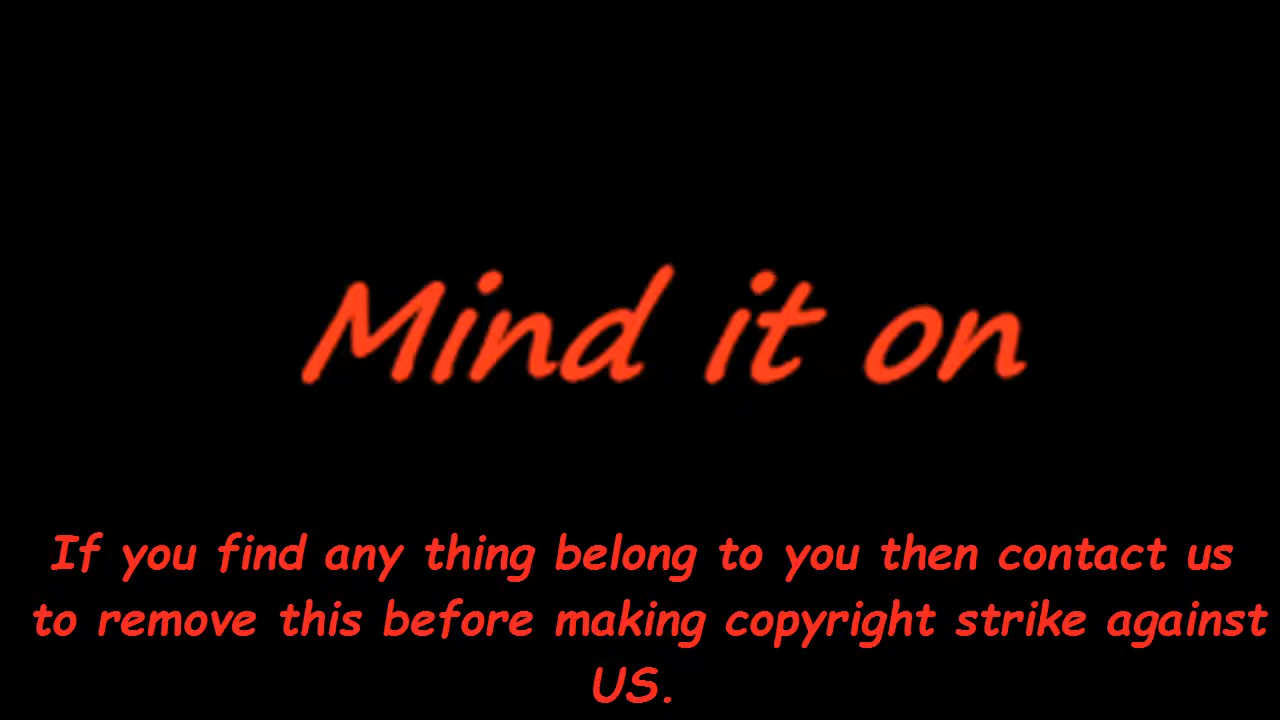 Mind it on
If you find any thing belong to you then contact us
to remove this before making copyright strike against
US.